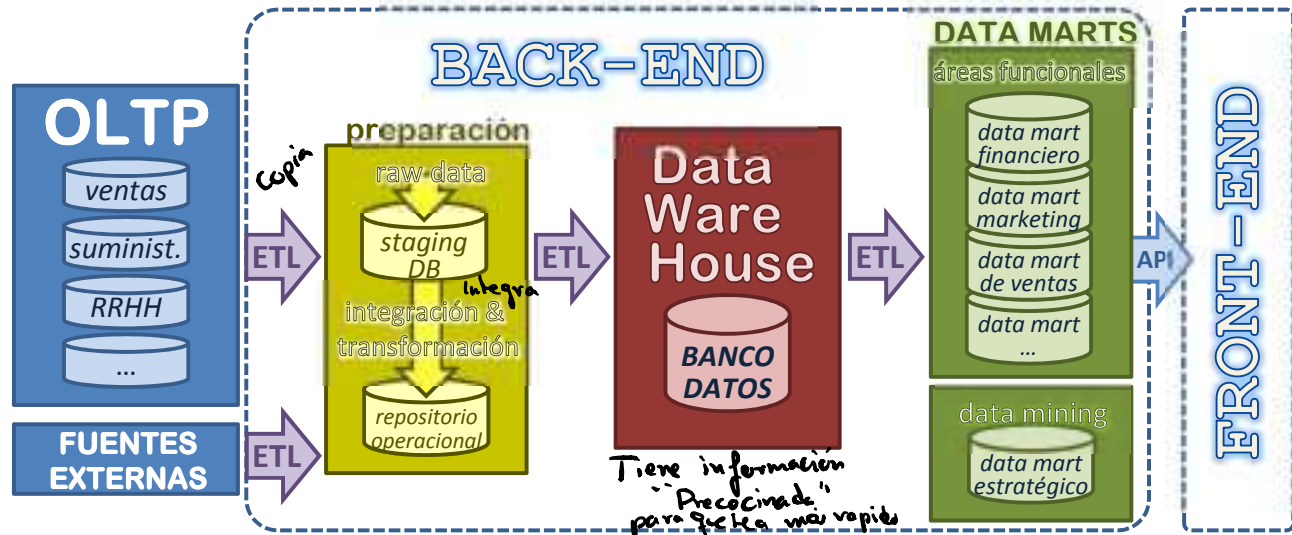 BACK-END
OLTP
ventas
suminist.
RRHH
...
FUENTES
EXTERNAS
Copia
ETL
ETL
preparación
raw data
staging
DB
Integra
integración &
transformación
repositorio
operacional
ETL
Data
Ware
House
BANCO
DATOS
Tiene información
"Precocinada"
para que sea más rapido
ETL
DATA MARTS
áreas funcionales
data mart
financiero
data mart
marketing
data mart
de ventas
data mart
...
data mining
data mart
estratégico
API
FRONT-END